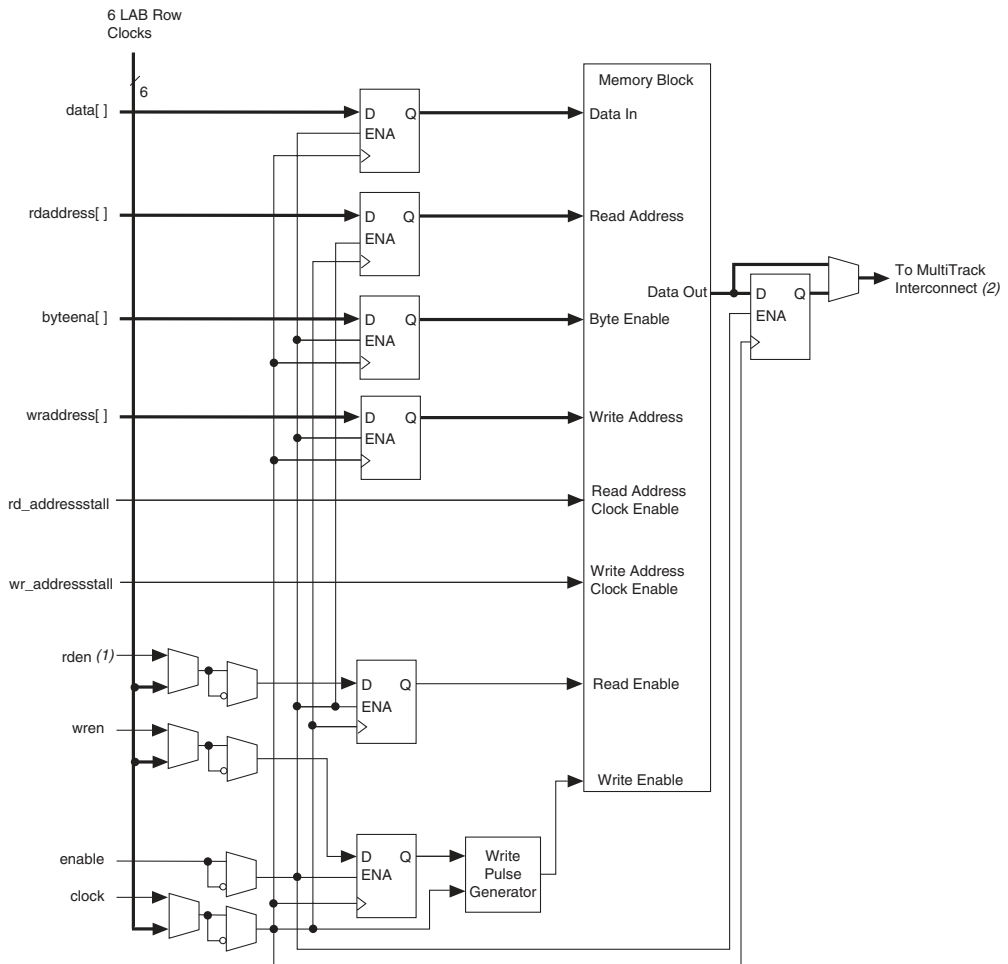 6 LAB Row
Clocks
6
data[ ]
D Q
ENA
Memory Block
Data In
rdaddress[ ]
D Q
ENA
Read Address
Data Out
D Q
ENA
To MultiTrack
Interconnect (2)
byteena[ ]
D Q
ENA
Byte Enable
wraddress[ ]
D Q
ENA
Write Address
rd_addressstall
Read Address
Clock Enable
wr_addressstall
Write Address
Clock Enable
rden (1)
D Q
ENA
Read Enable
wren
Write Enable
enable
D Q
ENA
Write
Pulse
Generator
clock